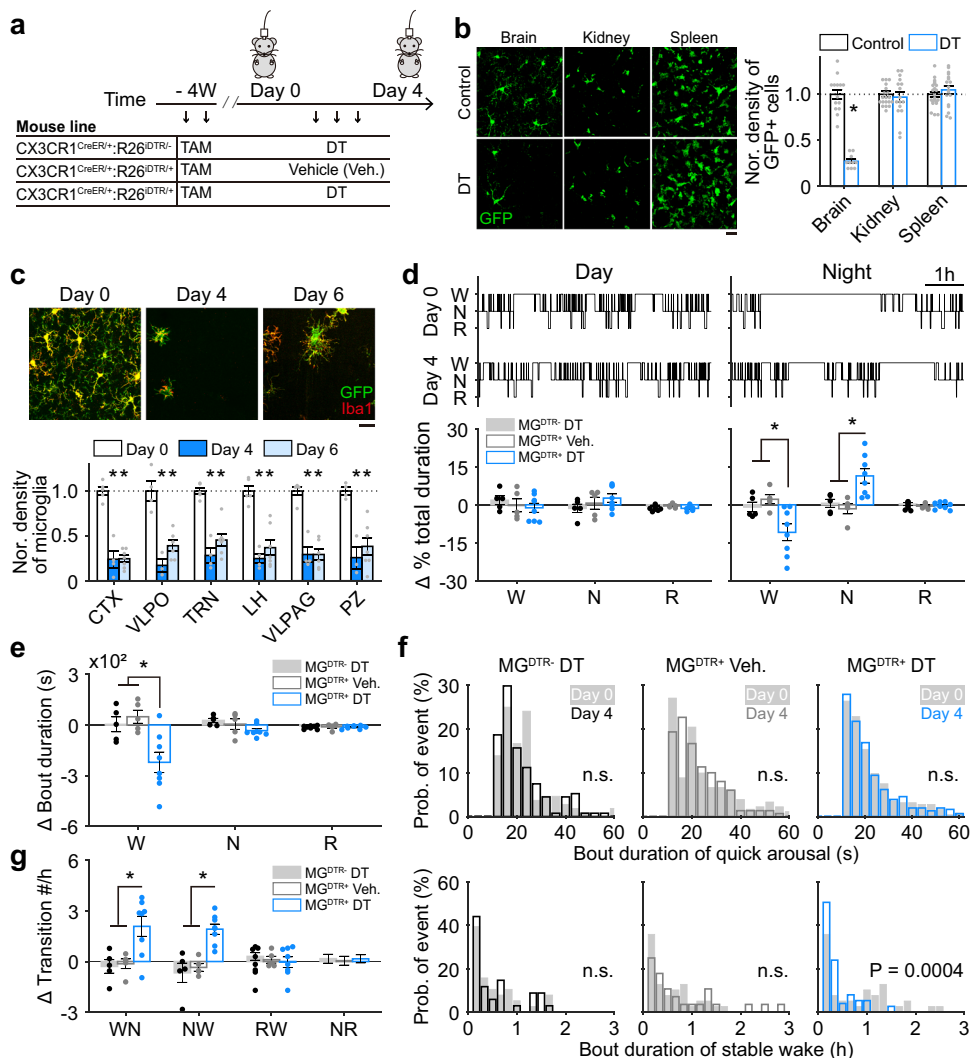 a
Time - 4W // Day 0 Day 4
Mouse line
CX3CR1CreER/+:R26iDTR/- TAM DT
CX3CR1CreER/+:R26iDTR/+ TAM Vehicle (Veh.)
CX3CR1CreER/+:R26iDTR/+ TAM DT
b
Brain Kidney Spleen
Control
DT
GFP
Control DT
Nor. density of
GFP+ cells
1.0
0.5
0
*
Brain Kidney Spleen
c
Day 0 Day 4 Day 6
GFP
Iba1
Day 0 Day 4 Day 6
Nor. density
of microglia
1.0
0.5
0
** ** ** ** ** **
CTX VLPO TRN LH VLPAG PZ
d
Day Night
1h
Day 0
W
N
R
Day 4
W
N
R
MGDTR- DT
MGDTR+ Veh.
MGDTR+ DT
Δ % total duration
30
15
0
-15
-30
* *
W N R W N R
e
x10²
Δ Bout duration (s)
3
0
-3
-6
*
MGDTR- DT
MGDTR+ Veh.
MGDTR+ DT
W N R
f
MGDTR- DT MGDTR+ Veh. MGDTR+ DT
Prob. of event (%)
30
20
10
0
Day 0 Day 0 Day 0
Day 4 Day 4 Day 4
n.s. n.s. n.s.
20 40 60 20 40 60 20 40 60
Bout duration of quick arousal (s)
Prob. of event (%)
60
40
20
0
n.s. n.s. P = 0.0004
0 1 2 3 0 1 2 3 0 1 2 3
Bout duration of stable wake (h)
g
Δ Transition #/h
6
3
0
-3
* *
MGDTR- DT
MGDTR+ Veh.
MGDTR+ DT
WN NW RW NR